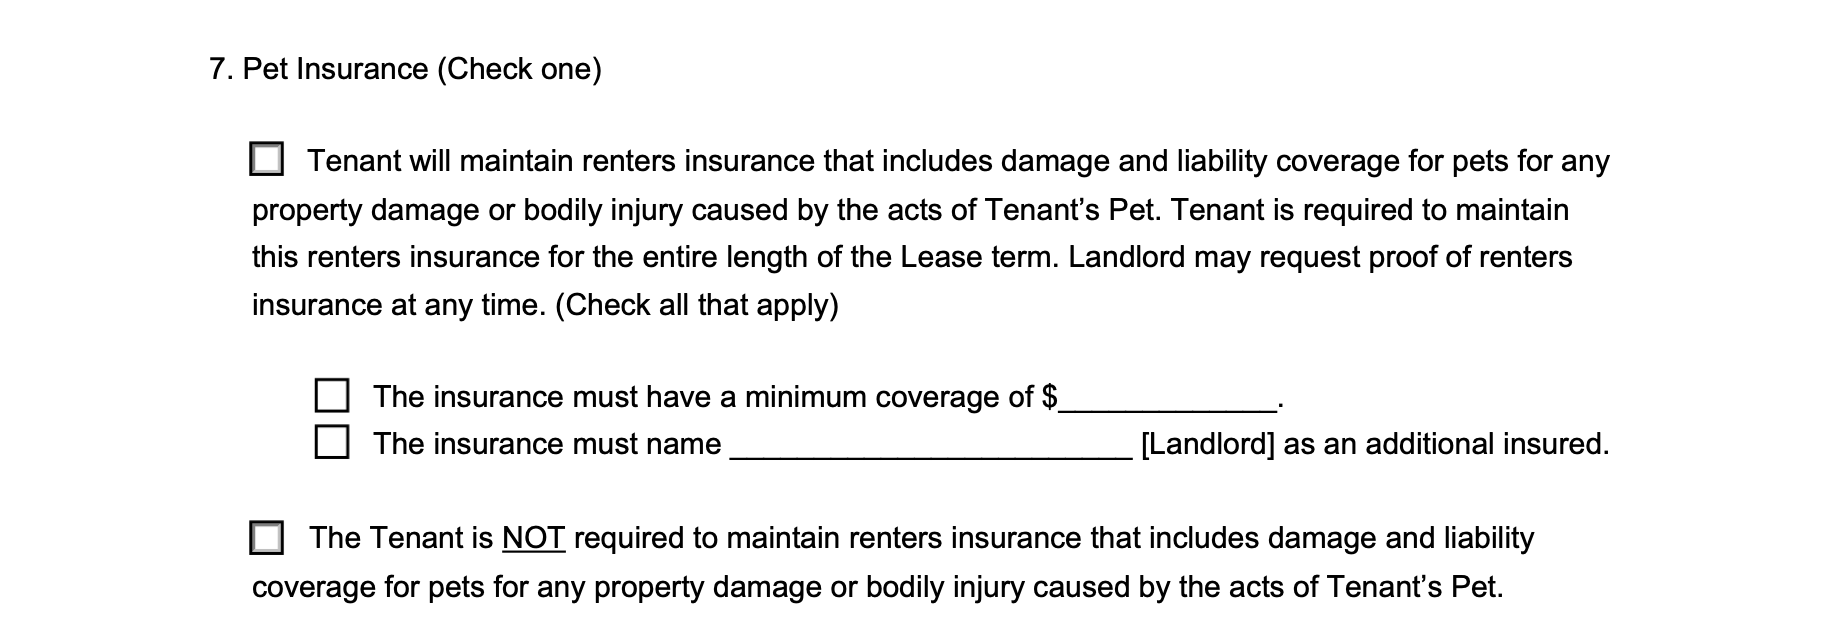 7. Pet Insurance (Check one)
Tenant will maintain renters insurance that includes damage and liability coverage for pets for any
property damage or bodily injury caused by the acts of Tenant’s Pet. Tenant is required to maintain
this renters insurance for the entire length of the Lease term. Landlord may request proof of renters
insurance at any time. (Check all that apply)
The insurance must have a minimum coverage of $_____________.
The insurance must name ________________________ [Landlord] as an additional insured.
The Tenant is NOT required to maintain renters insurance that includes damage and liability
coverage for pets for any property damage or bodily injury caused by the acts of Tenant’s Pet.